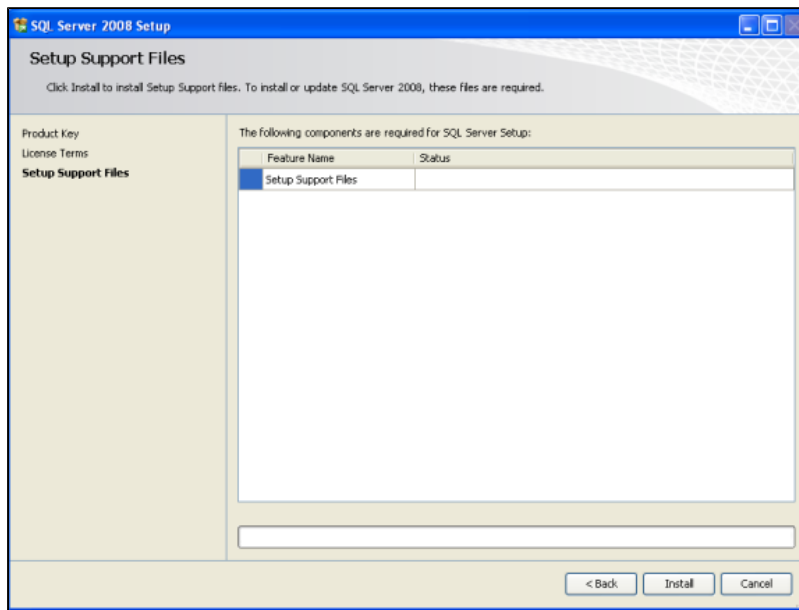 SQL Server 2008 Setup
Setup Support Files
Click Install to install Setup Support files. To install or update SQL Server 2008, these files are required.
Product Key
License Terms
Setup Support Files
The following components are required for SQL Server Setup:
Feature Name Status
Setup Support Files
< Back Install Cancel